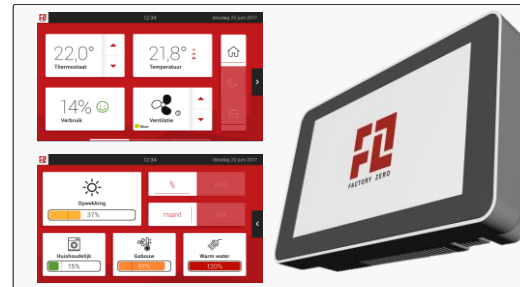 12:34 dinsdag 20 juni 2017
22,0°
Thermostaat
21,8°
Temperatuur
14%
Verbruik
Ventilatie
12:34 dinsdag 20 juni 2017
Opwekking
37%
%
maand
Huishoudelijk
15%
Gebouw
Warm water
120%
FACTORY ZERO